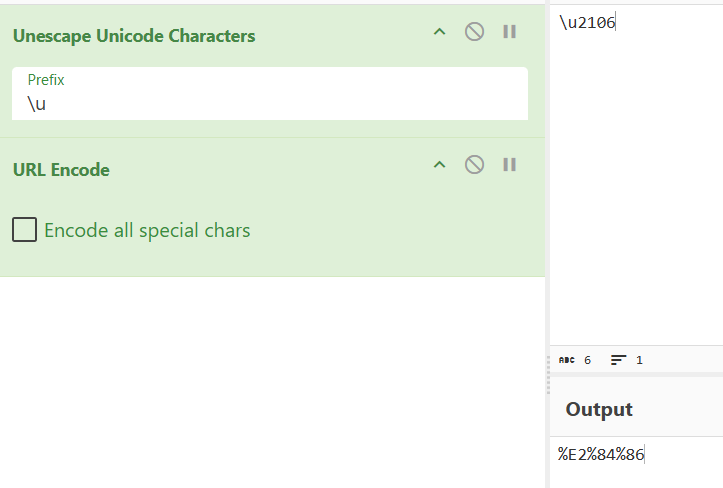 Unescape Unicode Characters
Prefix
\u
URL Encode
Encode all special chars
\u2106
ABC 6 1
Output
%E2%84%86